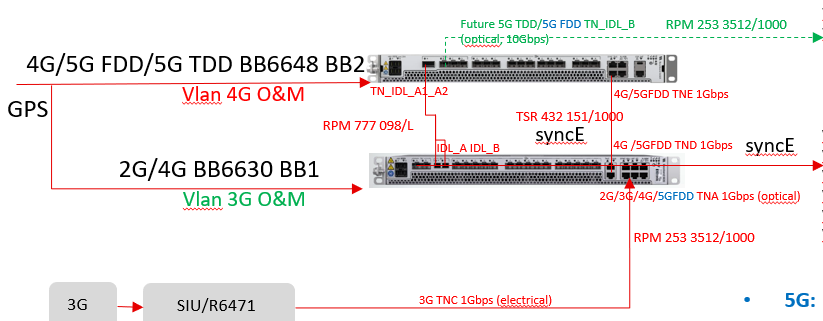 Future 5G TDD/5G FDD TN_IDL_B
(optical, 10Gbps)
RPM 253 3512/1000
4G/5G FDD/5G TDD BB6648 BB2
Vlan 4G O&M
TN_IDL_A1_A2
4G/5GFDD TNE 1Gbps
GPS
RPM 777 098/L
TSR 432 151/1000
syncE
IDL_A IDL_B
4G /5GFDD TND 1Gbps
syncE
2G/4G BB6630 BB1
Vlan 3G O&M
2G/3G/4G/5GFDD TNA 1Gbps (optical)
RPM 253 3512/1000
3G
SIU/R6471
3G TNC 1Gbps (electrical)
• 5G: